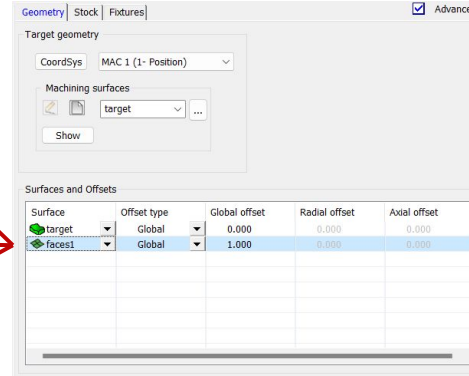 Geometry Stock Fixtures Advance
Target geometry
CoordSys MAC 1 (1- Position)
Machining surfaces
target ...
Show
Surfaces and Offsets
Surface Offset type Global offset Radial offset Axial offset
target Global 0.000 0.000 0.000
faces1 Global 1.000 0.000 0.000